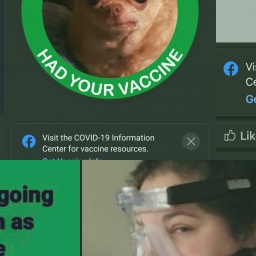 HAD YOUR VACCINE
Vi
Visit the COVID-19 Information
Center for vaccine resources.
Ce
Get Vaccine Info
Ge
Lik
going
n as
e